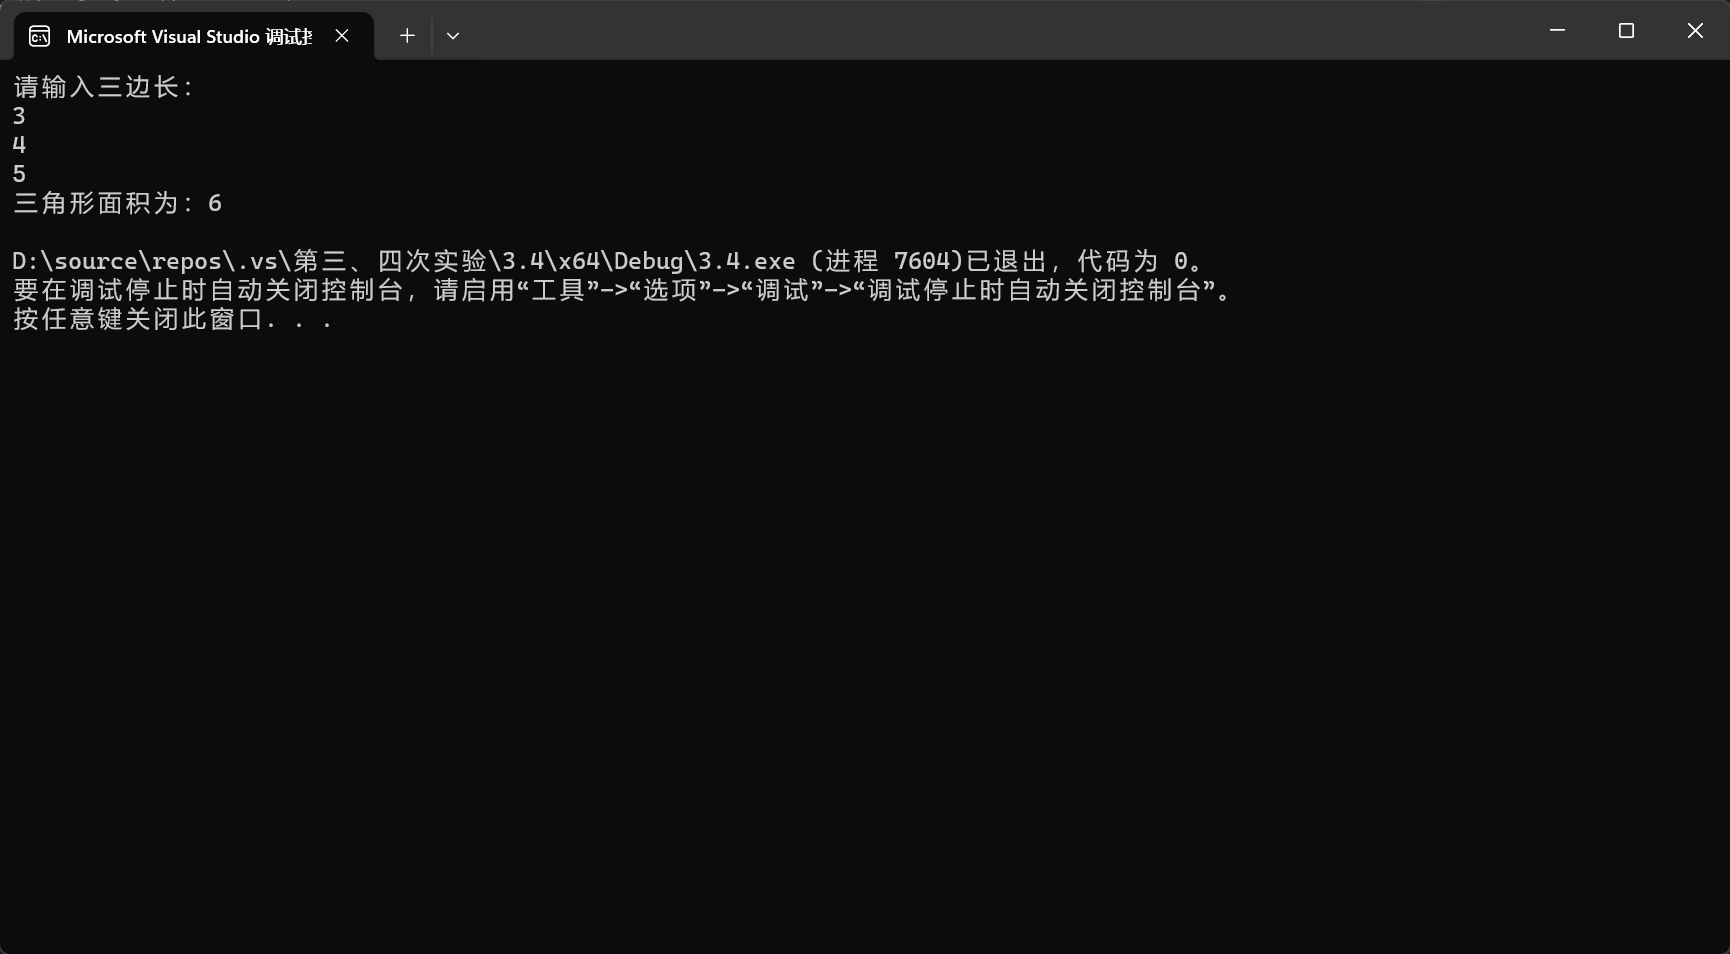 Microsoft Visual Studio 调试
请输入三边长：
3
4
5
三角形面积为：6
D:\source\repos\.vs\第三、四次实验\3.4\x64\Debug\3.4.exe (进程 7604)已退出，代码为 0。
要在调试停止时自动关闭控制台，请启用“工具”->“选项”->“调试”->“调试停止时自动关闭控制台”。
按任意键关闭此窗口. . .